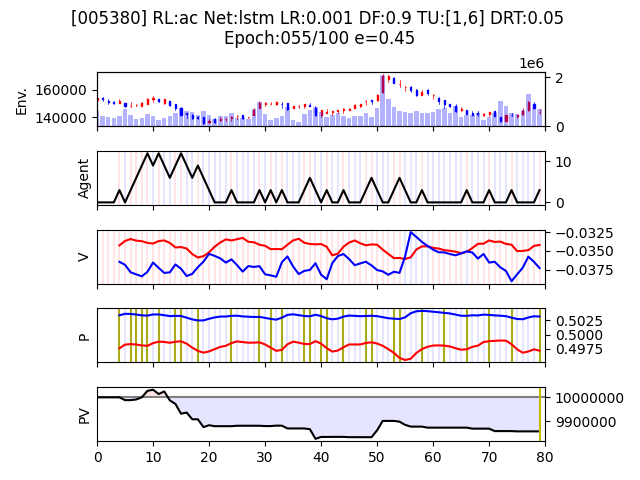 [005380] RL:ac Net:lstm LR:0.001 DF:0.9 TU:[1,6] DRT:0.05
Epoch:055/100 e=0.45
1e6
Env.
160000
140000
2
0
Agent
10
0
V
−0.0325
−0.0350
−0.0375
P
0.5025
0.5000
0.4975
PV
10000000
9900000
0 10 20 30 40 50 60 70 80